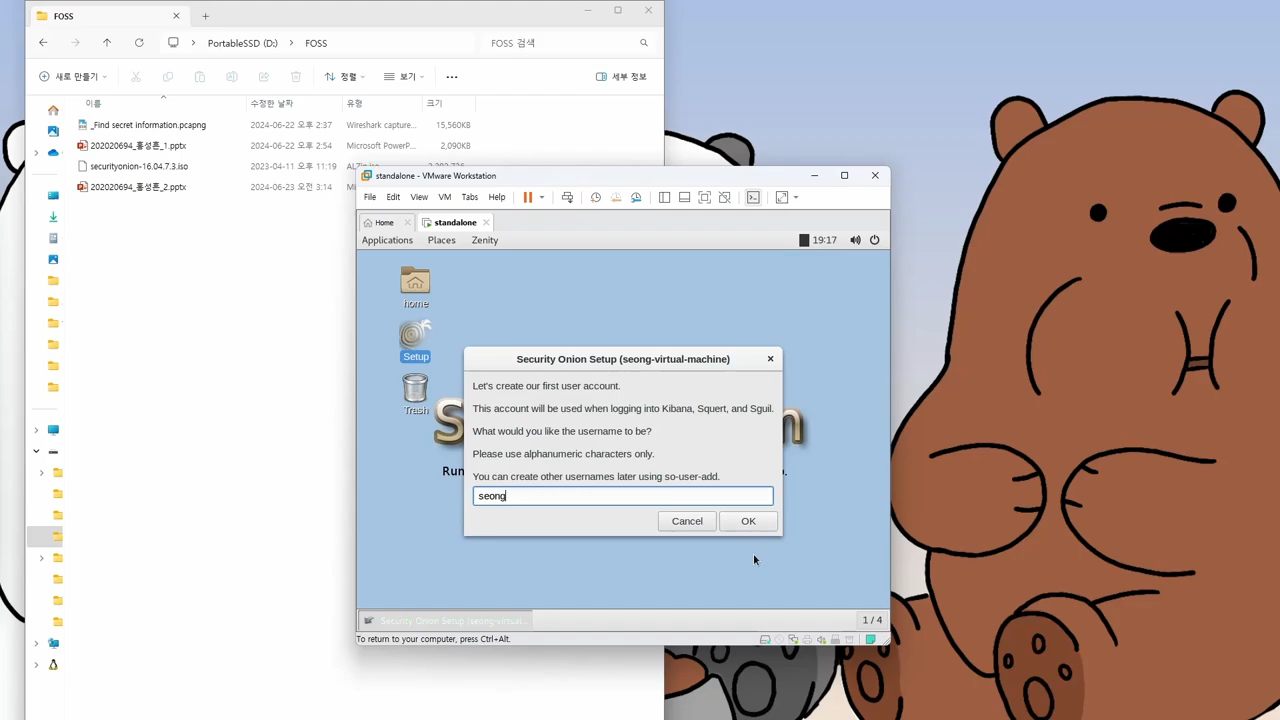 FOSS
PortableSSD (D:) FOSS FOSS 검색
새로 만들기 정렬 보기 세부 정보
이름 수정한 날짜 유형 크기
_Find secret information.pcapng 2024-06-22 오후 2:37 Wireshark capture... 15,560KB
202020694_홍성흔_1.pptx 2024-06-22 오후 2:54 Microsoft PowerP... 2,090KB
securityonion-16.04.7.3.iso 2023-04-11 오후 11:19
202020694_홍성흔_2.pptx 2024-06-23 오전 3:14
standalone - VMware Workstation
File Edit View VM Tabs Help
Home standalone
Applications Places Zenity 19:17
home
Setup
Trash
Security Onion Setup (seong-virtual-machine)
Let's create our first user account.
This account will be used when logging into Kibana, Squert, and Sguil.
What would you like the username to be?
Please use alphanumeric characters only.
You can create other usernames later using so-user-add.
seong
Cancel OK
Security Onion Setup (seong-virtual... 1 / 4
To return to your computer, press Ctrl+Alt.